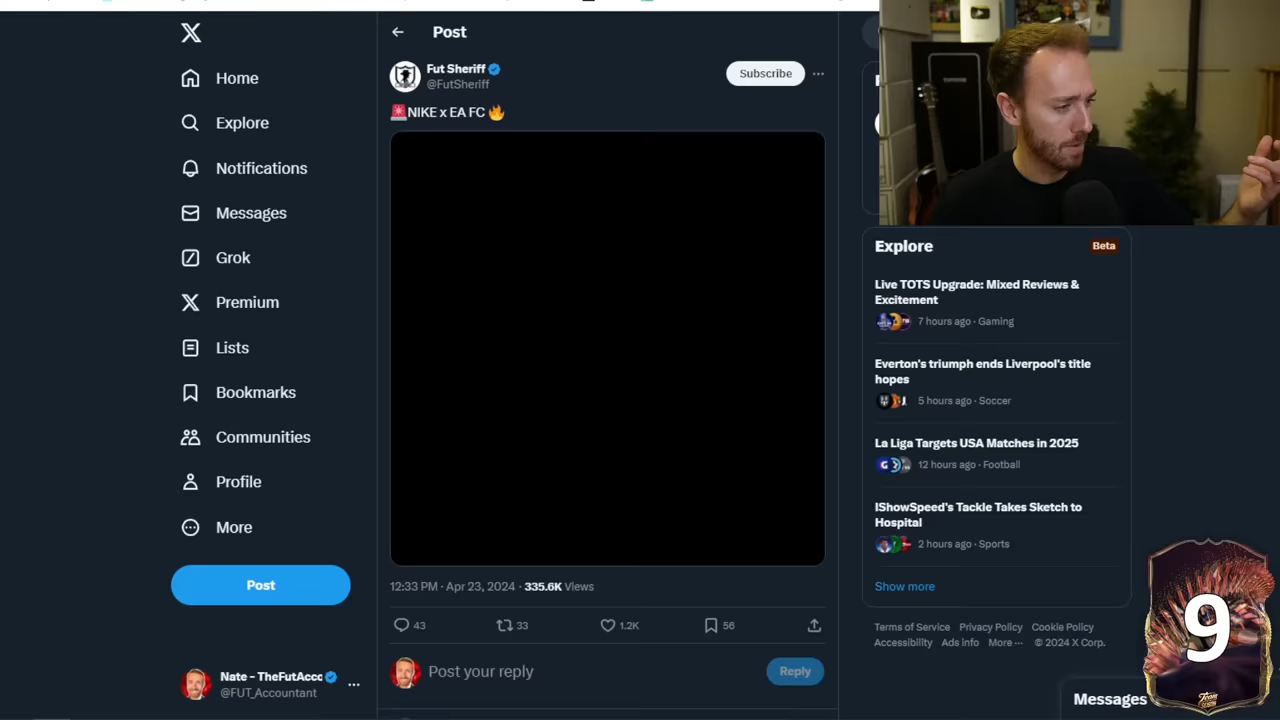 Home
Explore
Notifications
Messages
Grok
Premium
Lists
Bookmarks
Communities
Profile
More
Post
Nate - TheFutAcc
@FUT_Accountant
Post
Fut Sheriff
@FutSheriff
Subscribe
🚨NIKE x EA FC 🔥
12:33 PM · Apr 23, 2024 · 335.6K Views
43
33
1.2K
56
Post your reply
Reply
Explore
Beta
Live TOTS Upgrade: Mixed Reviews &
Excitement
7 hours ago · Gaming
Everton's triumph ends Liverpool's title
hopes
5 hours ago · Soccer
La Liga Targets USA Matches in 2025
12 hours ago · Football
IShowSpeed's Tackle Takes Sketch to
Hospital
2 hours ago · Sports
Show more
Terms of Service Privacy Policy Cookie Policy
Accessibility Ads info More ··· © 2024 X Corp.
Messages
9